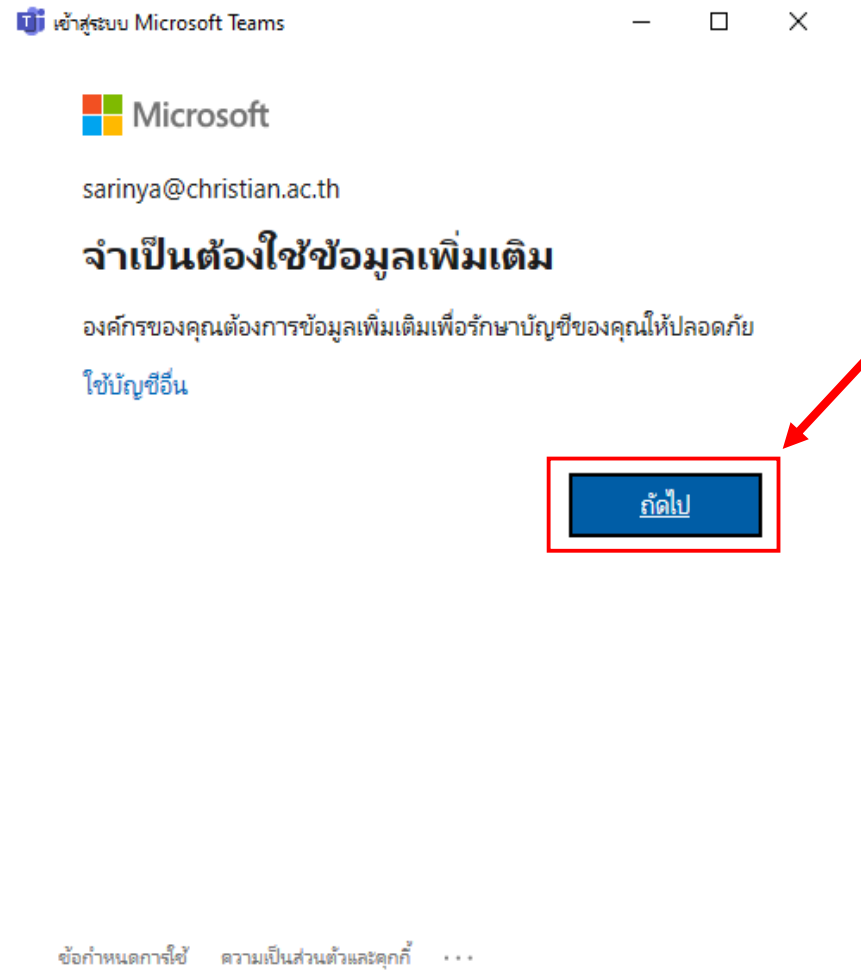 เข้าสู่ระบบ Microsoft Teams
Microsoft
sarinya@christian.ac.th
จำเป็นต้องใช้ข้อมูลเพิ่มเติม
องค์กรของคุณต้องการข้อมูลเพิ่มเติมเพื่อรักษาบัญชีของคุณให้ปลอดภัย
ใช้บัญชีอื่น
ถัดไป
ข้อกำหนดการใช้ ความเป็นส่วนตัวและคุกกี้ ...